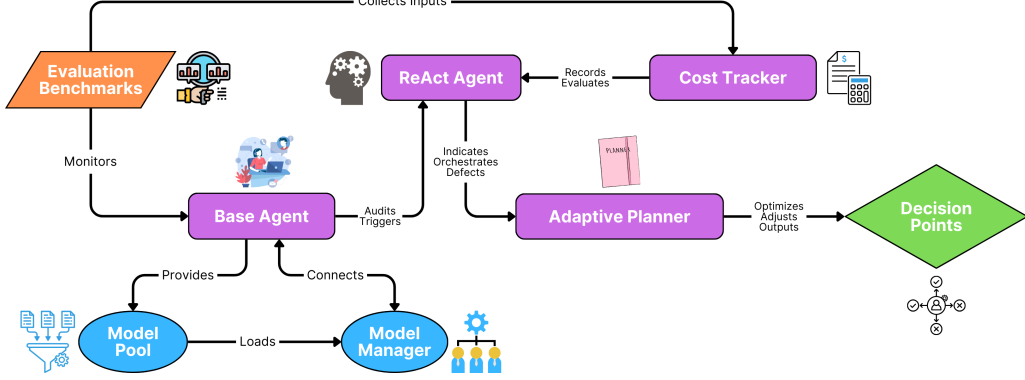 Collects Inputs
Evaluation
Benchmarks
ReAct Agent
Records
Evaluates
Cost Tracker
$
Monitors
Indicates
Orchestrates
Defects
PLANNER
Base Agent
Audits
Triggers
Adaptive Planner
Optimizes
Adjusts
Outputs
Decision
Points
Provides
Connects
Model
Pool
Loads
Model
Manager